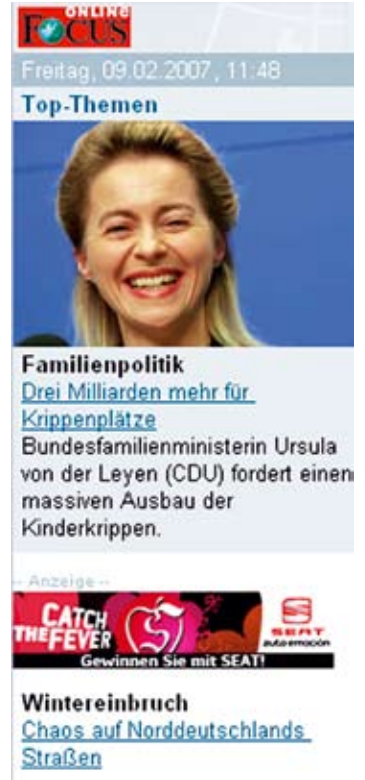 ONLINE
FOCUS
Freitag, 09.02.2007, 11:48
Top-Themen
Familienpolitik
Drei Milliarden mehr für
Krippenplätze
Bundesfamilienministerin Ursula
von der Leyen (CDU) fordert einen
massiven Ausbau der
Kinderkrippen.
-- Anzeige --
CATCH
THE FEVER
SEAT
auto emoción
Gewinnen Sie mit SEAT!
Wintereinbruch
Chaos auf Norddeutschlands
Straßen